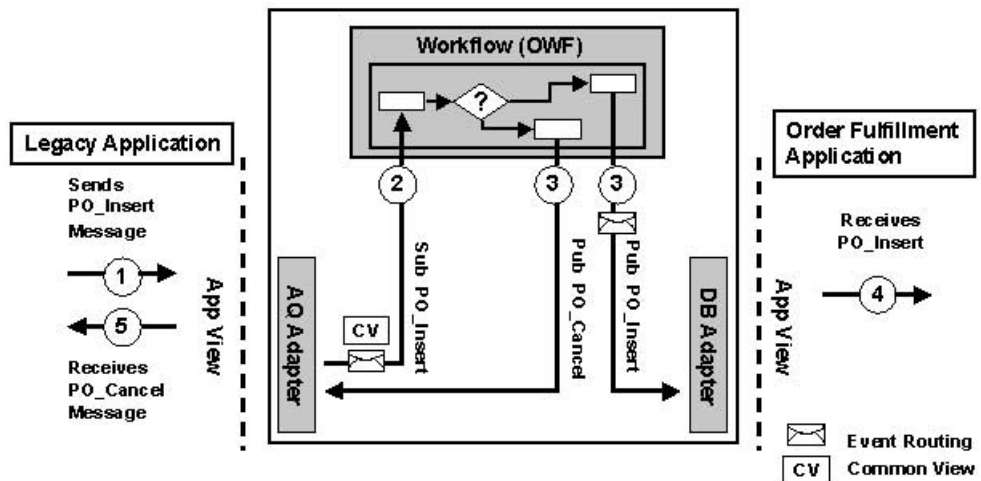 Workflow (OWF)
?
Legacy Application
Order Fulfillment
Application
2
3
3
Sends
PO_Insert
Message
Receives
PO_Insert
1
4
5
App View
AQ Adapter
CV
Sub PO_Insert
Pub PO_Cancel
Pub PO_Insert
DB Adapter
App View
Receives
PO_Cancel
Message
Event Routing
CV
Common View